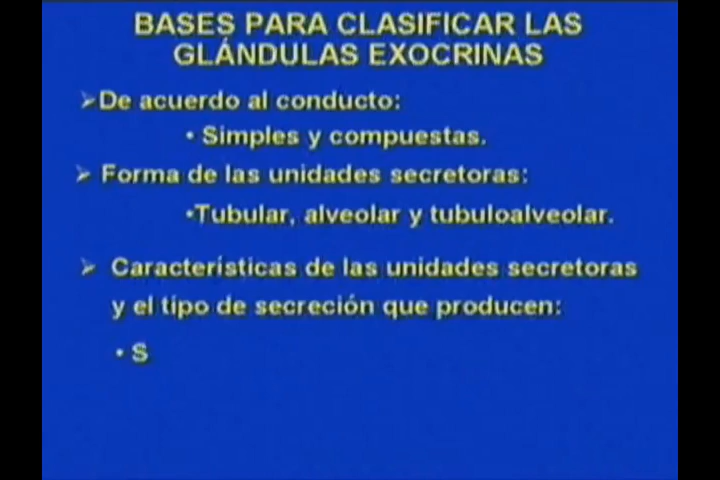 BASES PARA CLASIFICAR LAS
GLÁNDULAS EXOCRINAS
➢De acuerdo al conducto:
• Simples y compuestas.
➢ Forma de las unidades secretoras:
•Tubular, alveolar y tubuloalveolar.
➢ Características de las unidades secretoras
y el tipo de secreción que producen:
• S